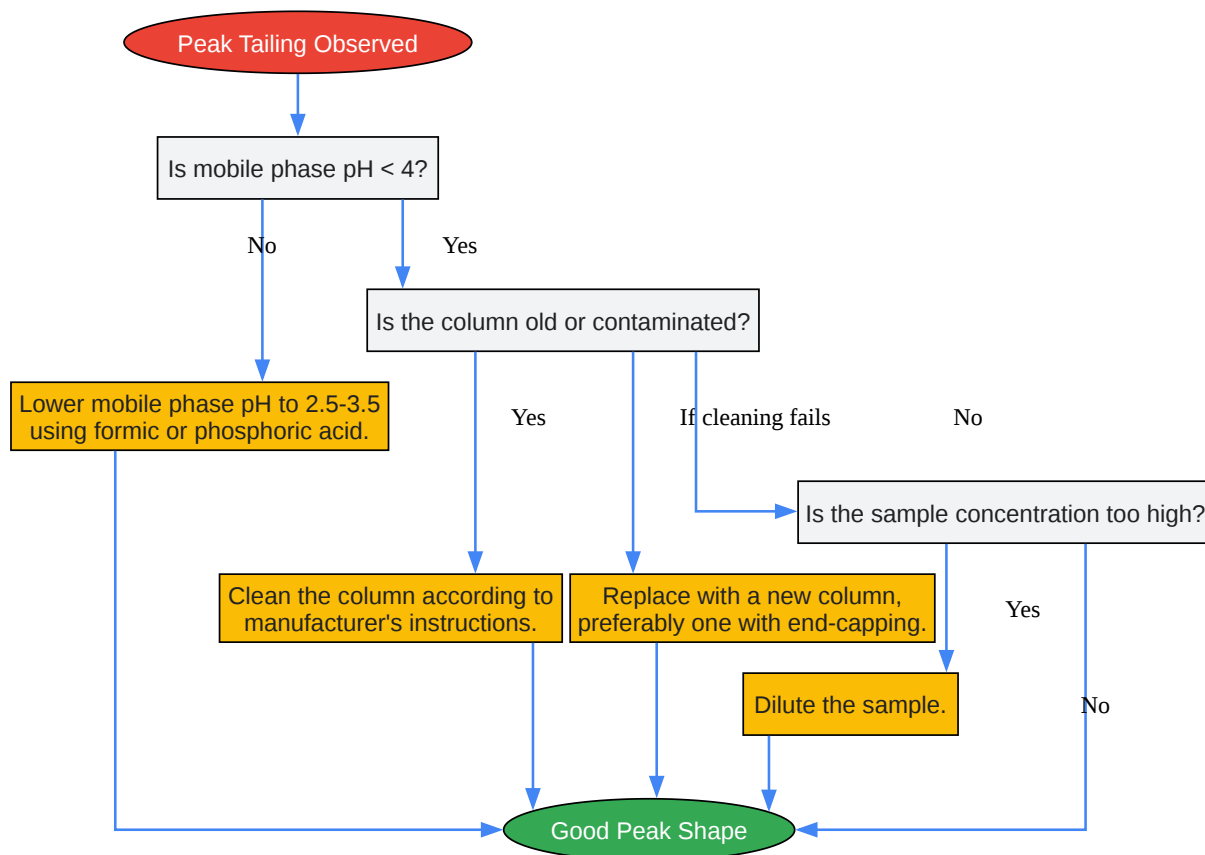 Peak Tailing Observed
Is mobile phase pH < 4?
No
Yes
Is the column old or contaminated?
Lower mobile phase pH to 2.5-3.5
using formic or phosphoric acid.
Yes
If cleaning fails
No
Is the sample concentration too high?
Clean the column according to
manufacturer's instructions.
Replace with a new column,
preferably one with end-capping.
Yes
Dilute the sample.
No
Good Peak Shape